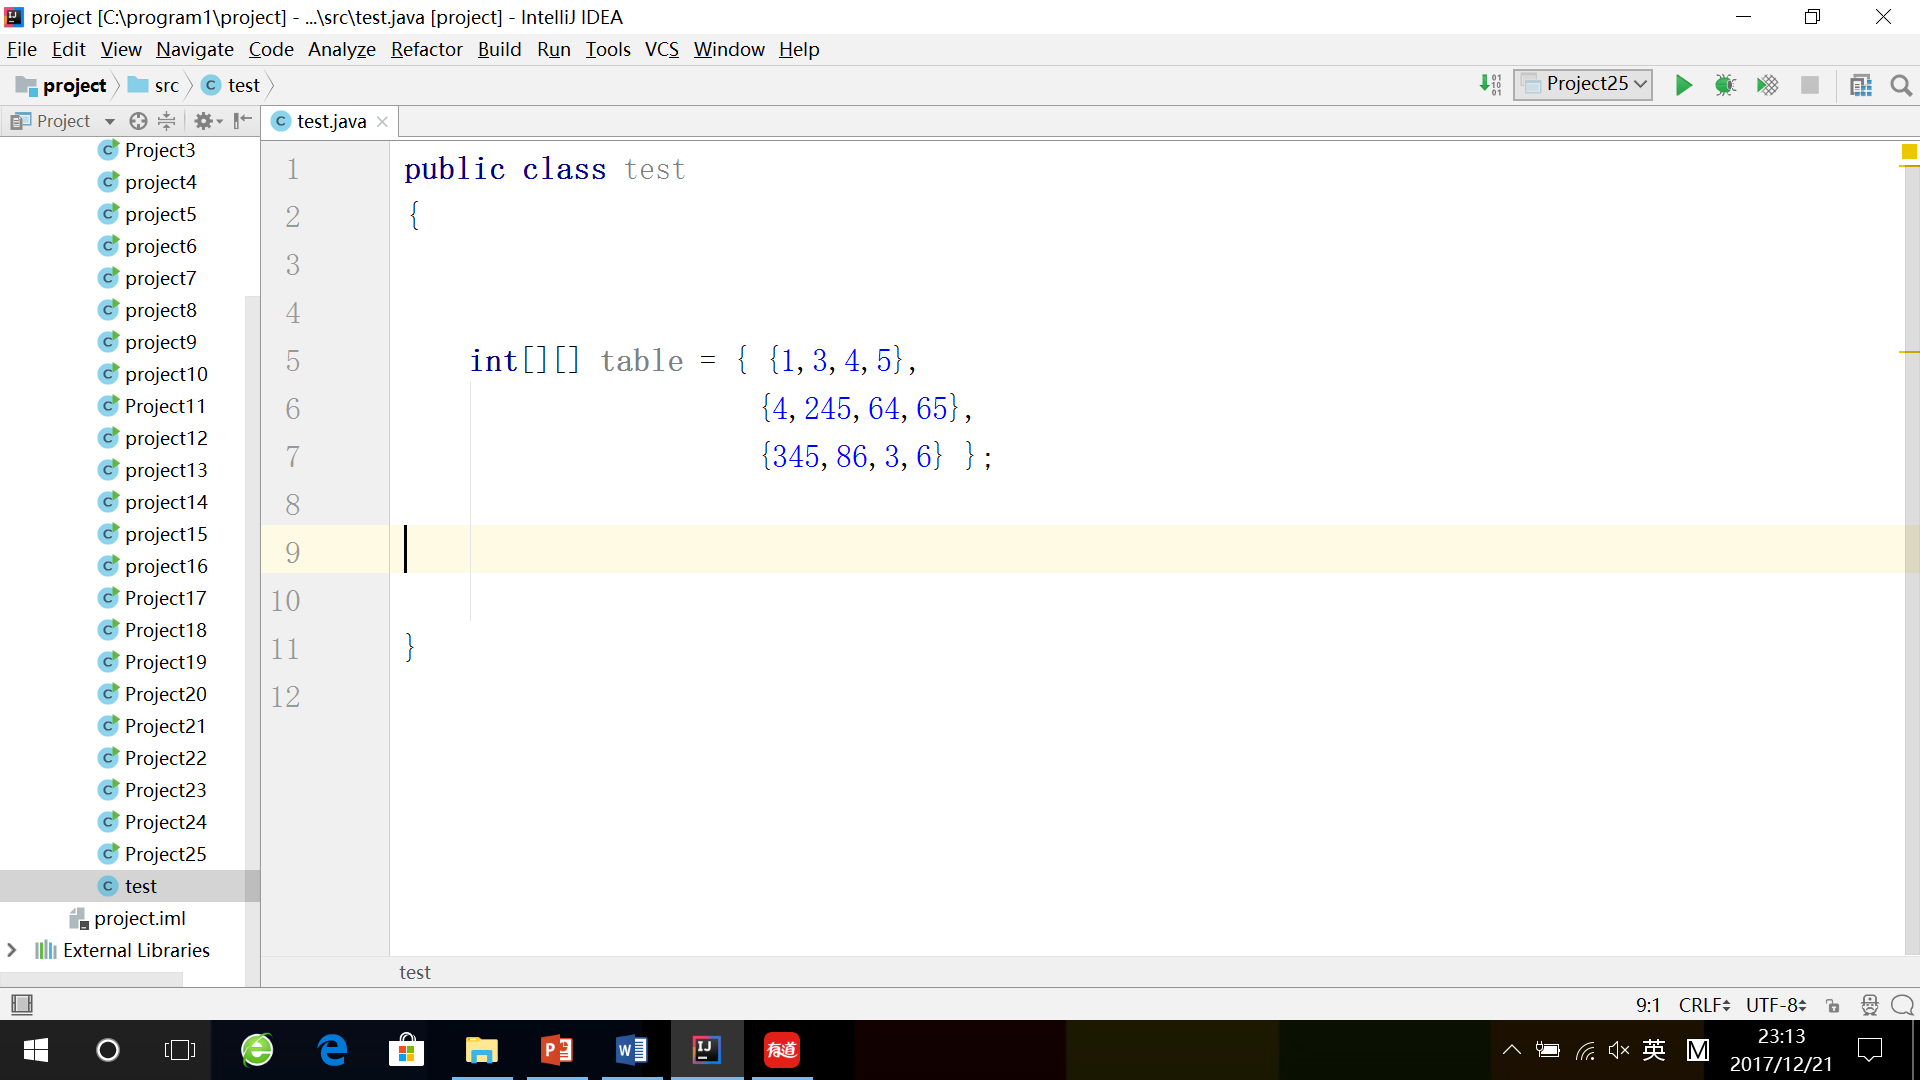 project [C:\program1\project] - ...\src\test.java [project] - IntelliJ IDEA
File Edit View Navigate Code Analyze Refactor Build Run Tools VCS Window Help
project src test Project25
Project test.java
Project3
project4
project5
project6
project7
project8
project9
project10
Project11
project12
project13
project14
project15
project16
Project17
Project18
Project19
Project20
Project21
Project22
Project23
Project24
Project25
test
project.iml
External Libraries
1 public class test
2 {
3
4
5 int[][] table = { {1,3,4,5},
6 {4,245,64,65},
7 {345,86,3,6} };
8
9
10
11 }
12
test
9:1 CRLF UTF-8
有道
英 M
23:13
2017/12/21